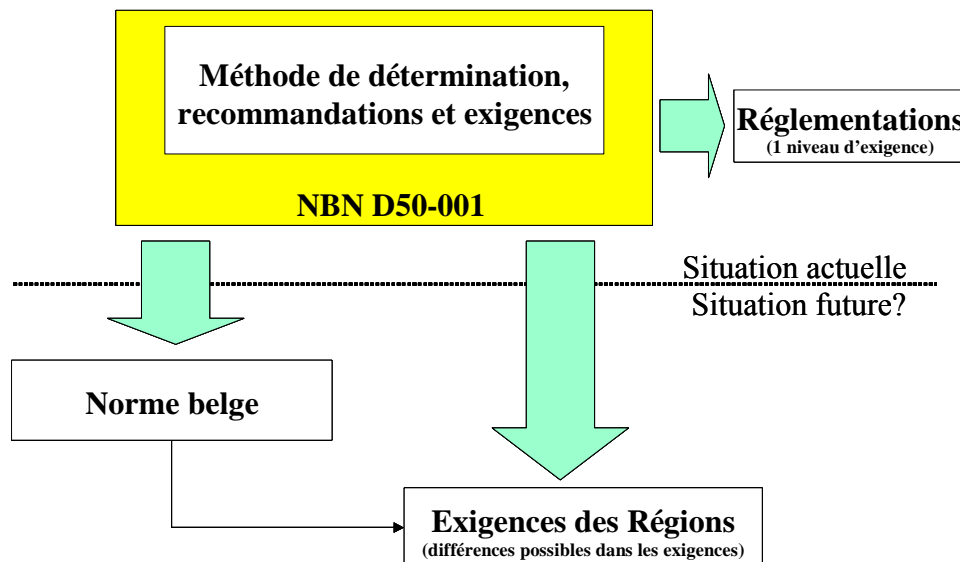 Méthode de détermination,
recommandations et exigences
NBN D50-001
Réglementations
(1 niveau d'exigence)
Situation actuelle
Situation future?
Norme belge
Exigences des Régions
(différences possibles dans les exigences)